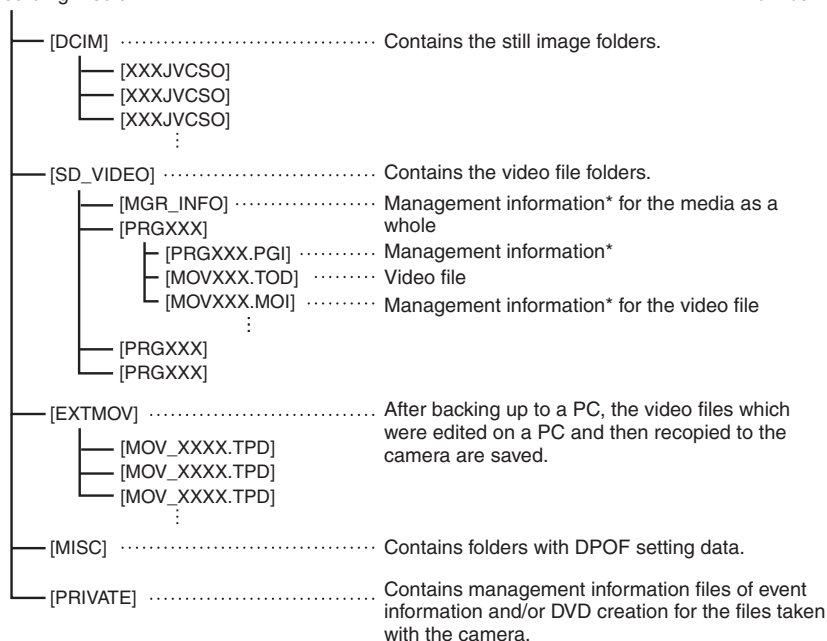 [DCIM] Contains the still image folders.
[XXXJVCSO]
[XXXJVCSO]
[XXXJVCSO]
[SD_VIDEO] Contains the video file folders.
[MGR_INFO] Management information* for the media as a
whole
[PRGXXX]
[PRGXXX.PGI] Management information*
[MOVXXX.TOD] Video file
[MOVXXX.MOI] Management information* for the video file
[PRGXXX]
[PRGXXX]
[EXTMOV] After backing up to a PC, the video files which
were edited on a PC and then recopied to the
camera are saved.
[MOV_XXXX.TPD]
[MOV_XXXX.TPD]
[MOV_XXXX.TPD]
[MISC] Contains folders with DPOF setting data.
[PRIVATE] Contains management information files of event
information and/or DVD creation for the files taken
with the camera.